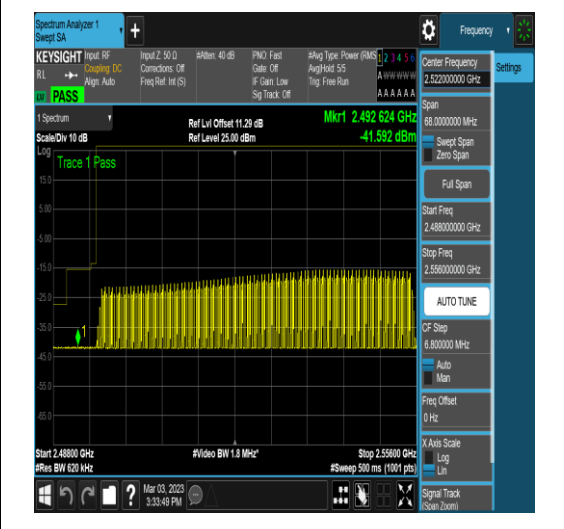 Spectrum Analyzer 1
Swept SA
Frequency
KEYSIGHT
RL
PASS
Input: RF
Coupling: DC
Align: Auto
Input Z: 50 Ω
Corrections: Off
Freq Ref: Int (S)
#Atten: 40 dB
PNO: Fast
Gate: Off
IF Gain: Low
Sig Track: Off
#Avg Type: Power (RMS
Avg|Hold: 5/5
Trig: Free Run
1 2 3 4 5 6
A W W W W W
A A A A A A
1 Spectrum
Scale/Div 10 dB
Ref Lvl Offset 11.29 dB
Ref Level 25.00 dBm
Mkr1 2.492 624 GHz
-41.592 dBm
Log
Trace 1 Pass
15.0
5.00
-5.00
-15.0
-25.0
-35.0
-45.0
-55.0
-65.0
1
Start 2.48800 GHz
#Res BW 620 kHz
#Video BW 1.8 MHz*
Stop 2.55600 GHz
#Sweep 500 ms (1001 pts)
Mar 03, 2023
3:33:49 PM
Center Frequency
2.522000000 GHz
Settings
Span
68.0000000 MHz
Swept Span
Zero Span
Full Span
Start Freq
2.488000000 GHz
Stop Freq
2.556000000 GHz
AUTO TUNE
CF Step
6.800000 MHz
Auto
Man
Freq Offset
0 Hz
X Axis Scale
Log
Lin
Signal Track
(Span Zoom)